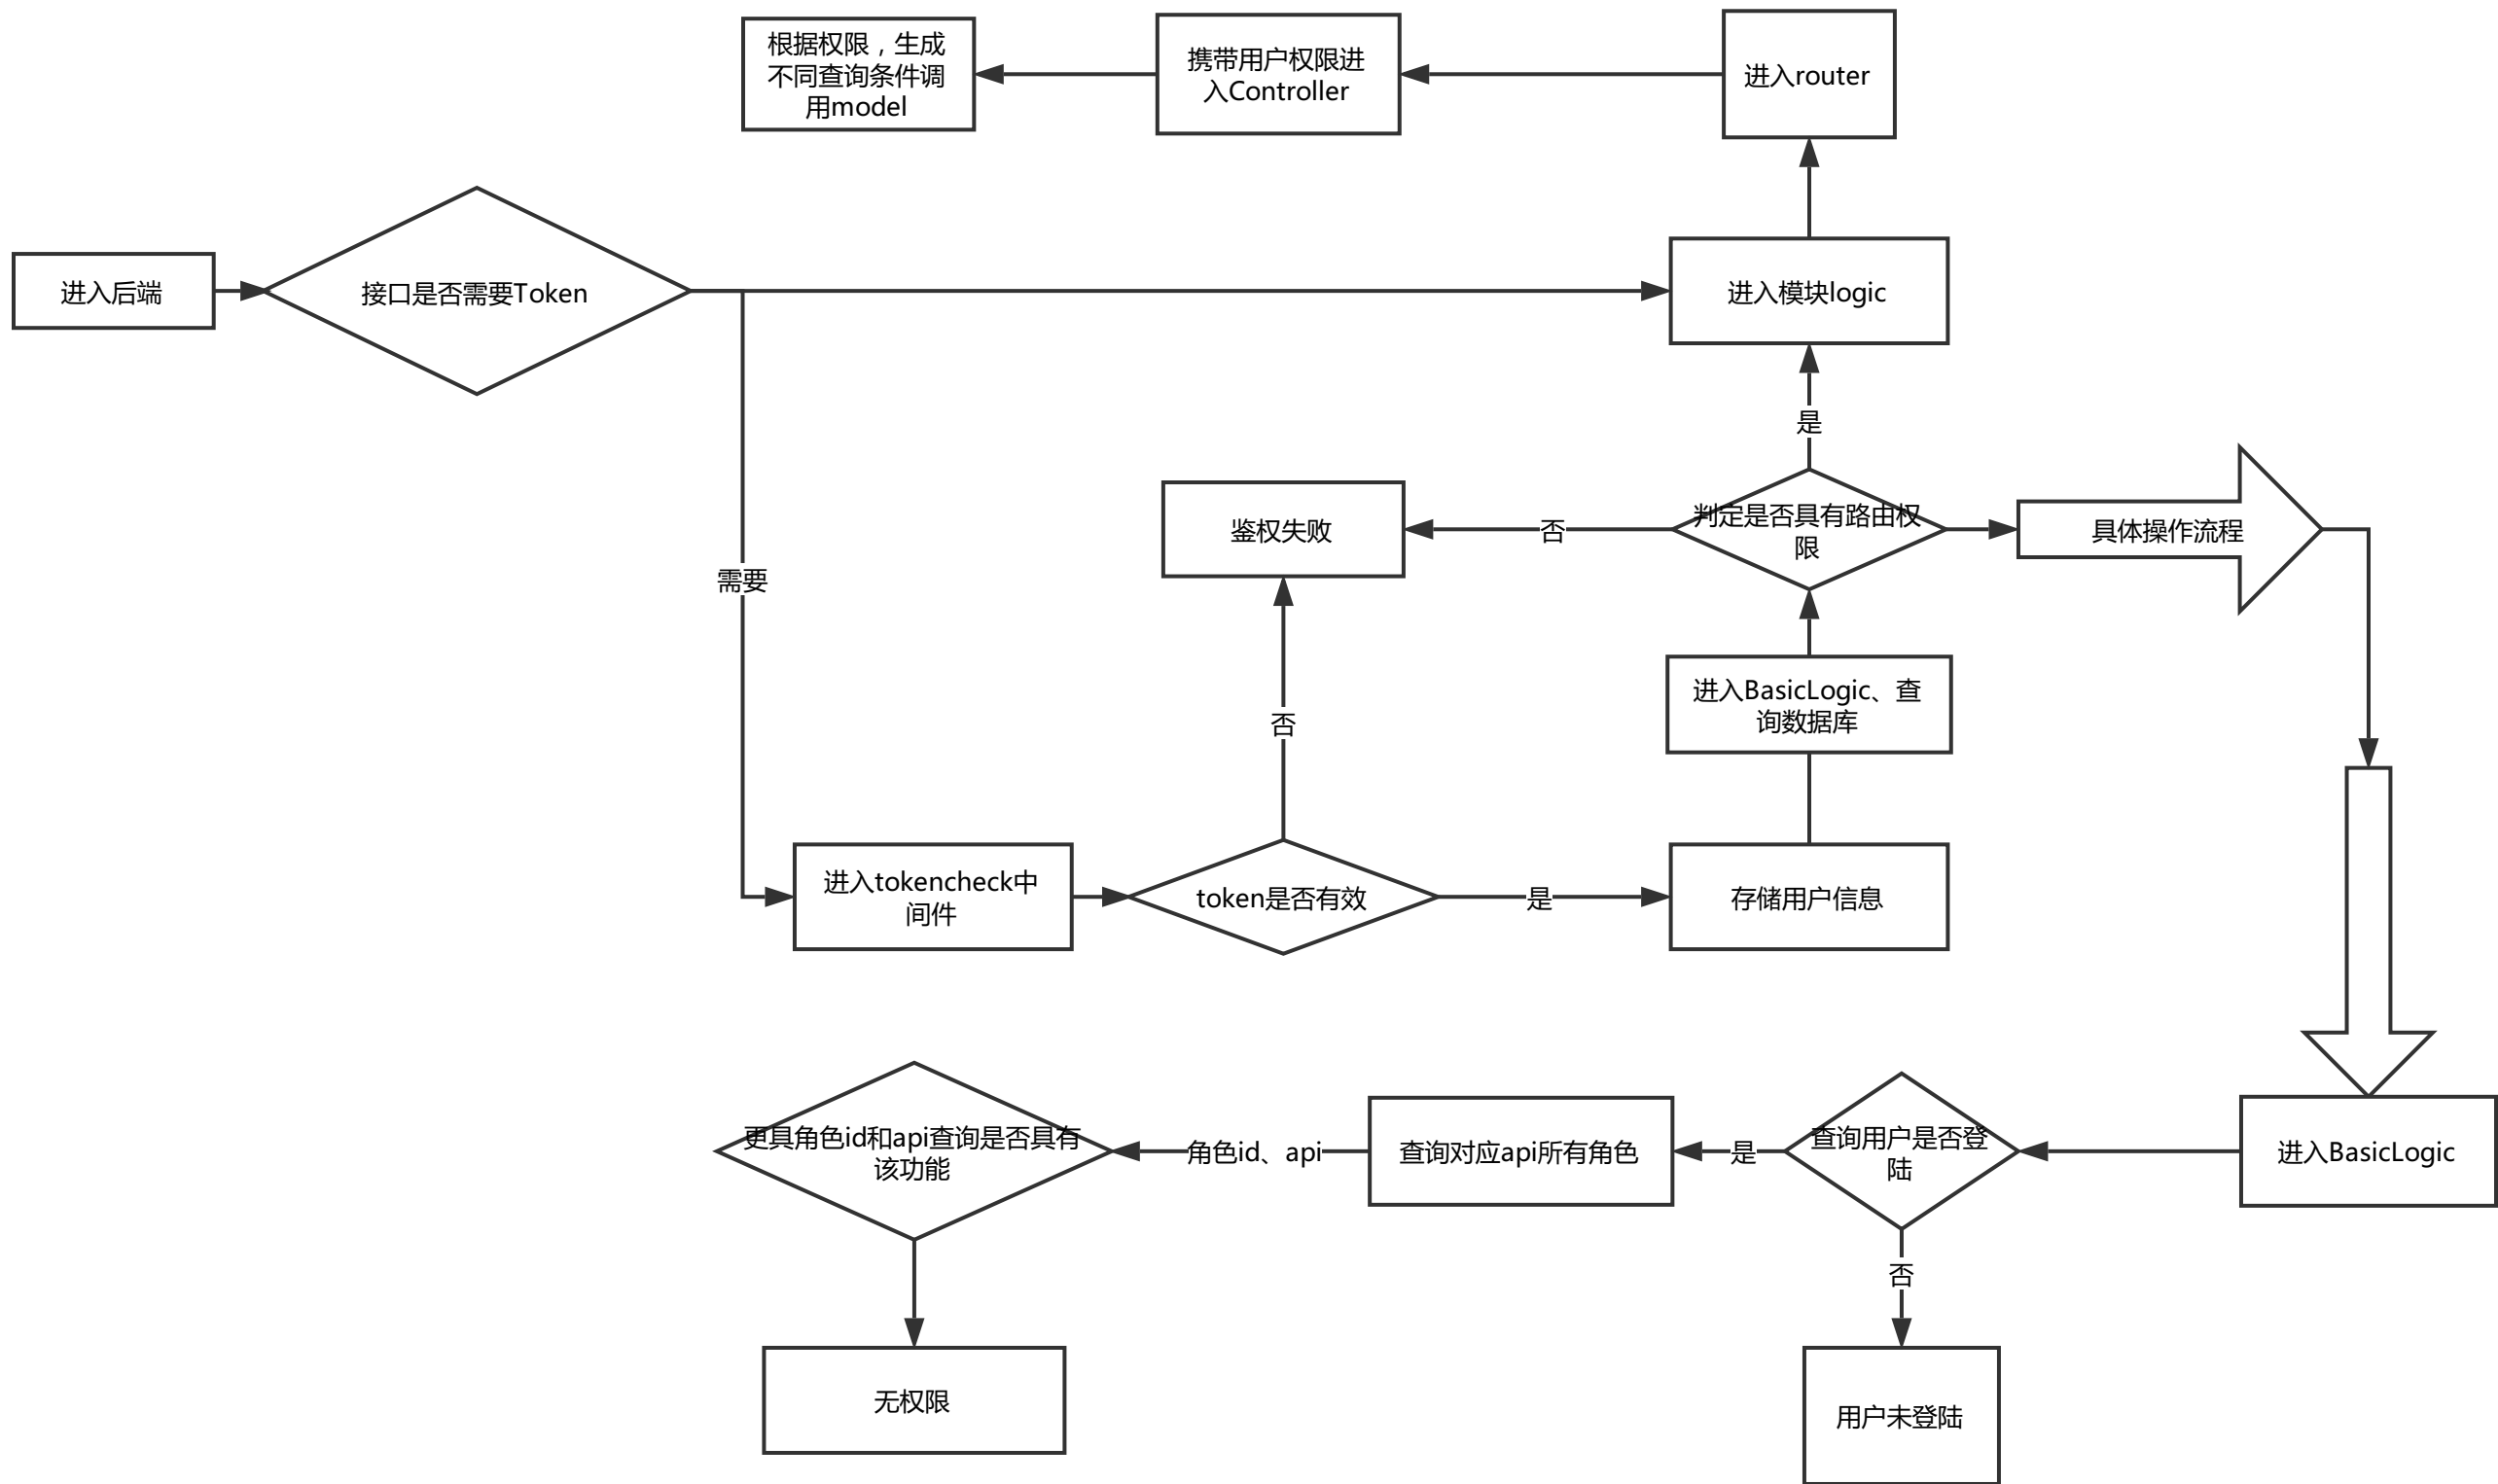 根据权限，生成
不同查询条件调
用model
携带用户权限进
入Controller
进入router
进入后端
接口是否需要Token
进入模块logic
是
鉴权失败
否
判定是否具有路由权
限
具体操作流程
需要
否
进入BasicLogic、查
询数据库
进入tokencheck中
间件
token是否有效
是
存储用户信息
更具角色id和api查询是否具有
该功能
角色id、api
查询对应api所有角色
是
查询用户是否登
陆
进入BasicLogic
否
无权限
用户未登陆